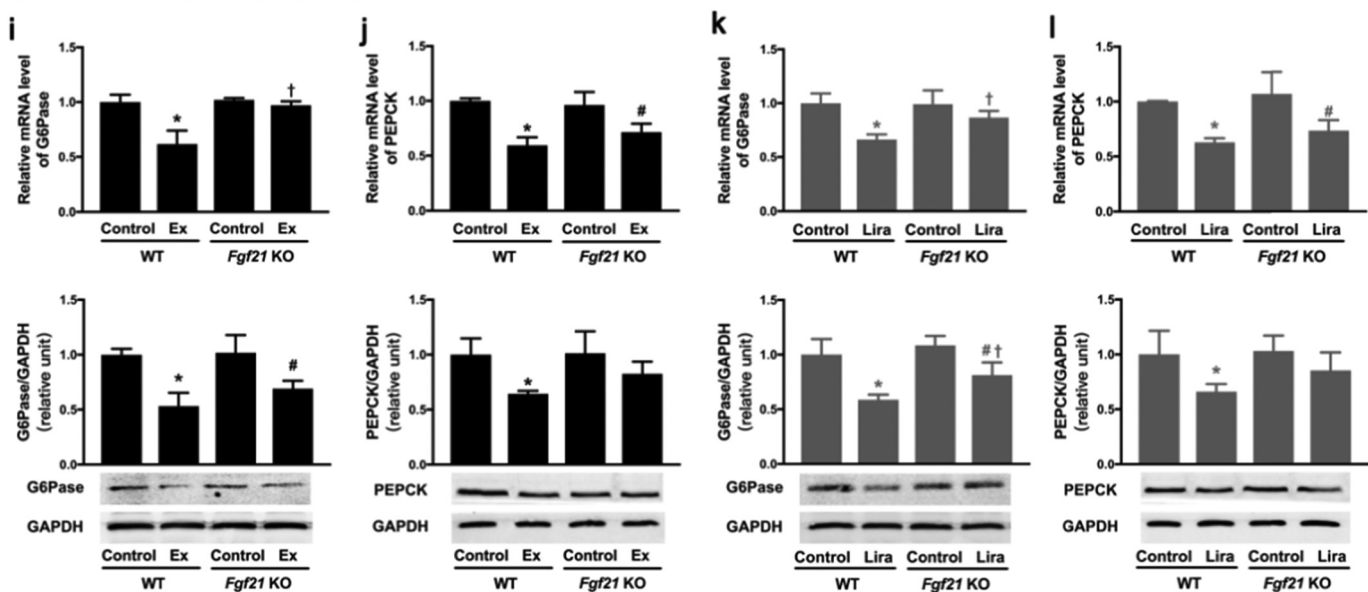 i
Relative mRNA level
of G6Pase
1.5
1.0
0.5
0.0
*
†
Control Ex Control Ex
WT Fgf21 KO
j
Relative mRNA level
of PEPCK
1.5
1.0
0.5
0.0
*
#
Control Ex Control Ex
WT Fgf21 KO
k
Relative mRNA level
of G6Pase
1.5
1.0
0.5
0.0
*
†
Control Lira Control Lira
WT Fgf21 KO
l
Relative mRNA level
of PEPCK
1.5
1.0
0.5
0.0
*
#
Control Lira Control Lira
WT Fgf21 KO
G6Pase/GAPDH
(relative unit)
1.5
1.0
0.5
0.0
*
#
G6Pase
GAPDH
Control Ex Control Ex
WT Fgf21 KO
PEPCK/GAPDH
(relative unit)
1.5
1.0
0.5
0.0
*
PEPCK
GAPDH
Control Ex Control Ex
WT Fgf21 KO
G6Pase/GAPDH
(relative unit)
1.5
1.0
0.5
0.0
*
#†
G6Pase
GAPDH
Control Lira Control Lira
WT Fgf21 KO
PEPCK/GAPDH
(relative unit)
1.5
1.0
0.5
0.0
*
PEPCK
GAPDH
Control Lira Control Lira
WT Fgf21 KO